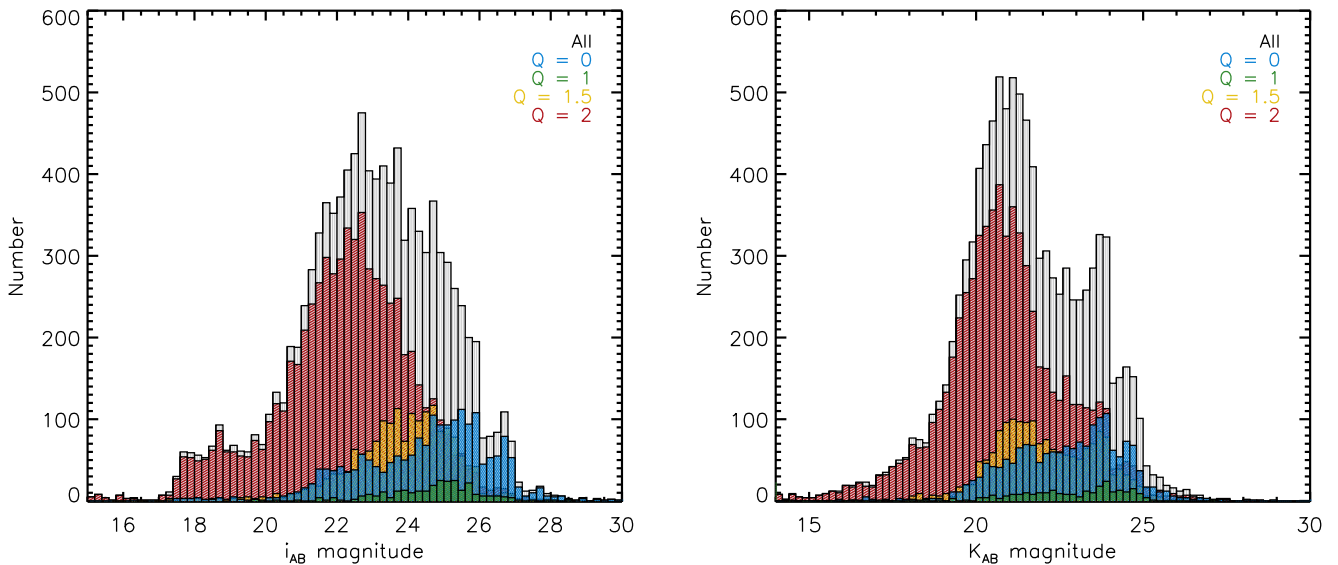 600
500
400
300
200
100
0
Number
All
Q = 0
Q = 1
Q = 1.5
Q = 2
16 18 20 22 24 26 28 30
i_AB magnitude
600
500
400
300
200
100
0
Number
All
Q = 0
Q = 1
Q = 1.5
Q = 2
15 20 25 30
K_AB magnitude